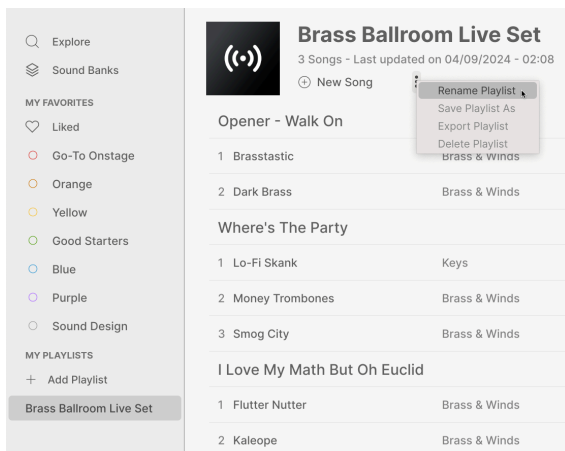 Explore
Sound Banks
MY FAVORITES
Liked
Go-To Onstage
Orange
Yellow
Good Starters
Blue
Purple
Sound Design
MY PLAYLISTS
Add Playlist
Brass Ballroom Live Set
Brass Ballroom Live Set
3 Songs - Last updated on 04/09/2024 - 02:08
New Song
Rename Playlist
Save Playlist As
Export Playlist
Delete Playlist
Opener - Walk On
1 Brasstastic Brass & Winds
2 Dark Brass Brass & Winds
Where's The Party
1 Lo-Fi Skank Keys
2 Money Trombones Brass & Winds
3 Smog City Brass & Winds
I Love My Math But Oh Euclid
1 Flutter Nutter Brass & Winds
2 Kaleope Brass & Winds